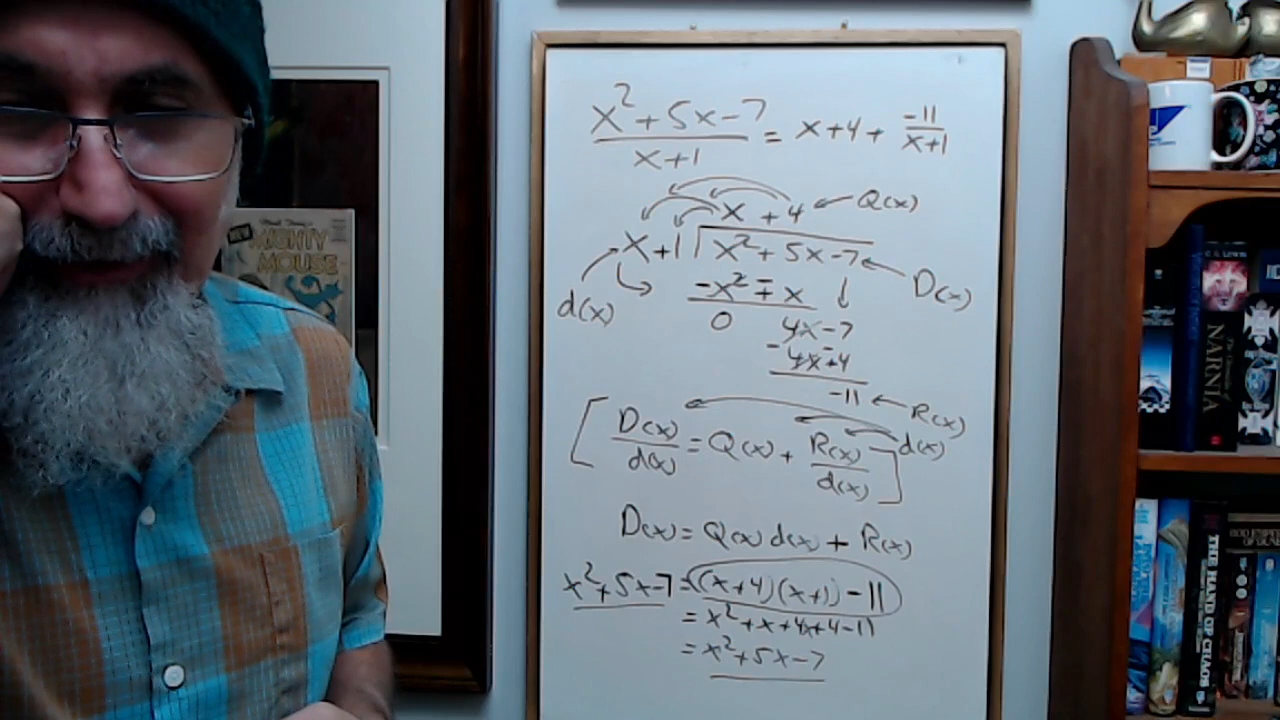 x² + 5x - 7
x + 1
= x + 4 + -11
x+1
x + 4 ← Q(x)
x + 1 x² + 5x - 7
d(x)
D(x)
-x² ∓ x
0 4x - 7
- 4x + 4
-11 ← R(x)
[ D(x) = Q(x) + R(x) ]
d(x) d(x)
d(x)
D(x) = Q(x) d(x) + R(x)
x² + 5x - 7 = (x+4)(x+1) - 11
= x² + x + 4x + 4 - 11
= x² + 5x - 7
NEW
MIGHTY
MOUSE
C. S. LEWIS
NARNIA
THE HAND OF CHAOS